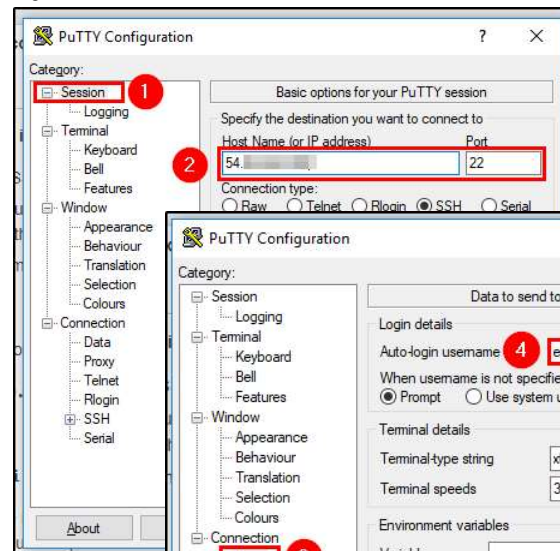 PuTTY Configuration
?
Category:
Session
1
Logging
Terminal
Keyboard
Bell
Features
Window
Appearance
Behaviour
Translation
Selection
Colours
Connection
Data
Proxy
Telnet
Rlogin
SSH
Serial
About
Basic options for your PuTTY session
Specify the destination you want to connect to
Host Name (or IP address) Port
2
54. 22
Connection type:
Raw Telnet Rlogin SSH Serial
PuTTY Configuration
Category:
Session
Logging
Terminal
Keyboard
Bell
Features
Window
Appearance
Behaviour
Translation
Selection
Colours
Connection
Data to send to
Login details
Auto-login username 4 e
When username is not specifie
Prompt Use system u
Terminal details
Terminal-type string x
Terminal speeds 3
Environment variables